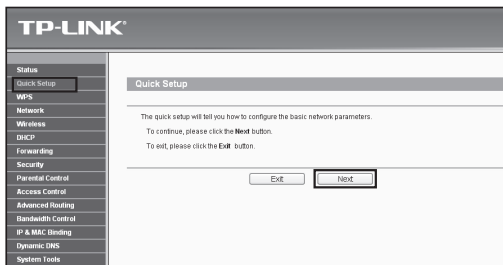 TP-LINK®
Status
Quick Setup
WPS
Network
Wireless
DHCP
Forwarding
Security
Parental Control
Access Control
Advanced Routing
Bandwidth Control
IP & MAC Binding
Dynamic DNS
System Tools
Quick Setup
The quick setup will tell you how to configure the basic network parameters.
To continue, please click the Next button.
To exit, please click the Exit button.
Exit Next